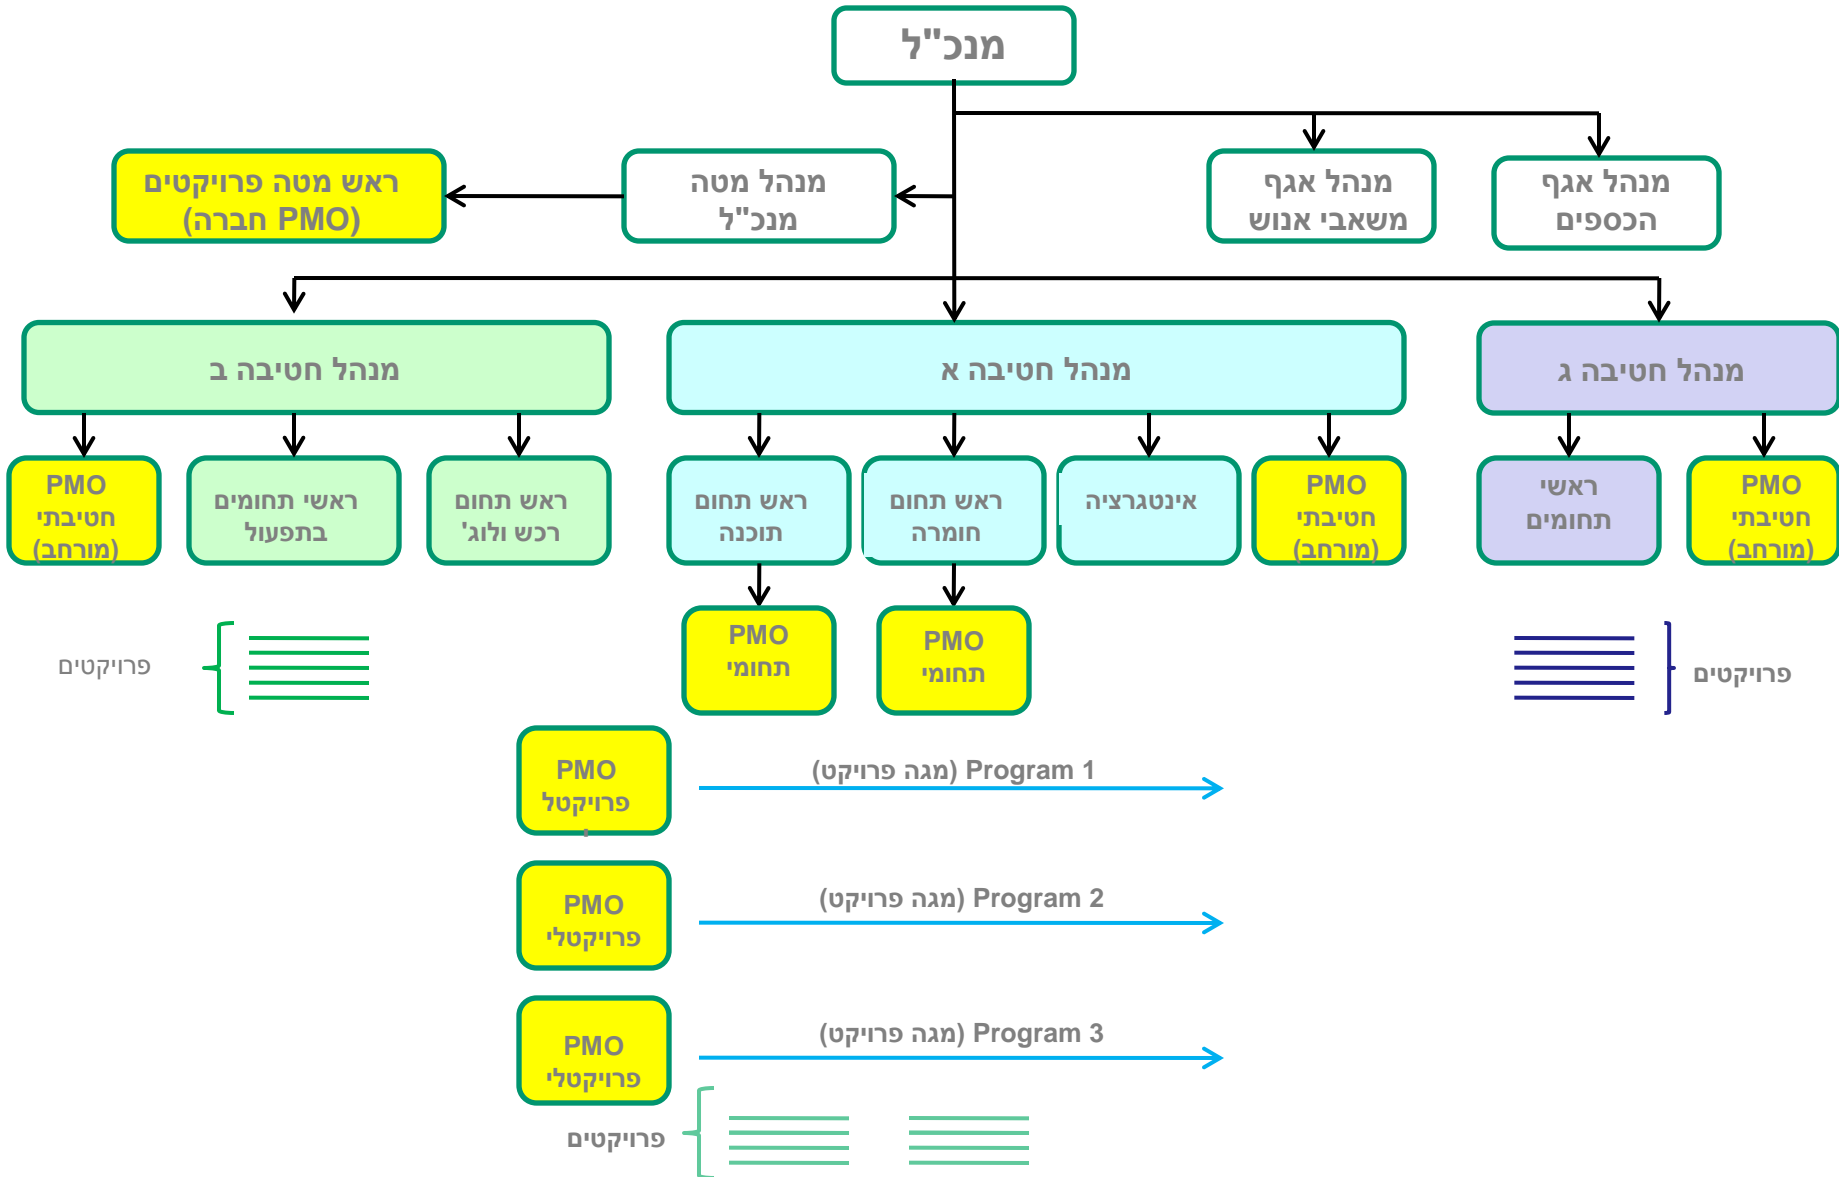 מנכ"ל
מנהל אגף
הכספים
מנהל אגף
משאבי אנוש
מנהל מטה
מנכ"ל
ראש מטה פרויקטים
(PMO חברה)
מנהל חטיבה ג
מנהל חטיבה א
מנהל חטיבה ב
PMO
חטיבתי
(מורחב)
ראשי
תחומים
PMO
חטיבתי
(מורחב)
אינטגרציה
ראש תחום
חומרה
ראש תחום
תוכנה
ראש תחום
רכש ולוג'
ראשי תחומים
בתפעול
PMO
חטיבתי
(מורחב)
פרויקטים
PMO
תחומי
PMO
תחומי
פרויקטים
Program 1 (מגה פרויקט)
PMO
פרויקטל
י
Program 2 (מגה פרויקט)
PMO
פרויקטלי
Program 3 (מגה פרויקט)
PMO
פרויקטלי
פרויקטים